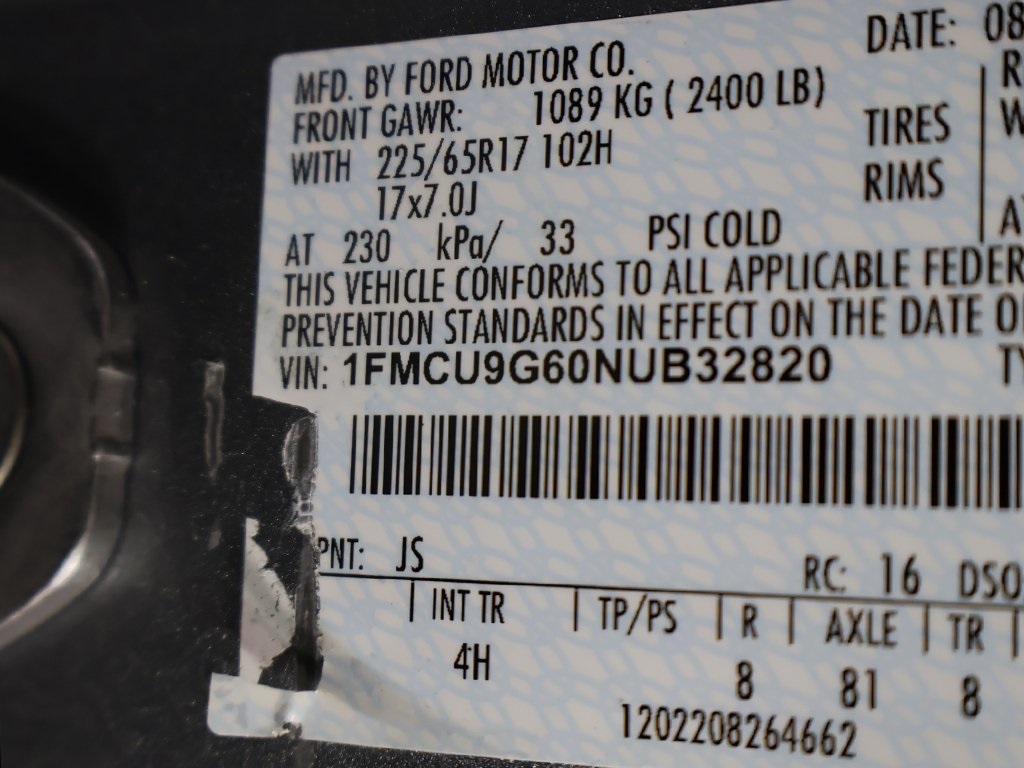 DATE: 08
MFD. BY FORD MOTOR CO.
FRONT GAWR: 1089 KG ( 2400 LB)
WITH 225/65R17 102H TIRES
17x7.0J RIMS
AT 230 kPa/ 33 PSI COLD
THIS VEHICLE CONFORMS TO ALL APPLICABLE FEDER
PREVENTION STANDARDS IN EFFECT ON THE DATE O
VIN: 1FMCU9G60NUB32820 TY
PNT: JS
RC: 16 DSO
INT TR TP/PS R AXLE TR
4H 8 81 8
1202208264662